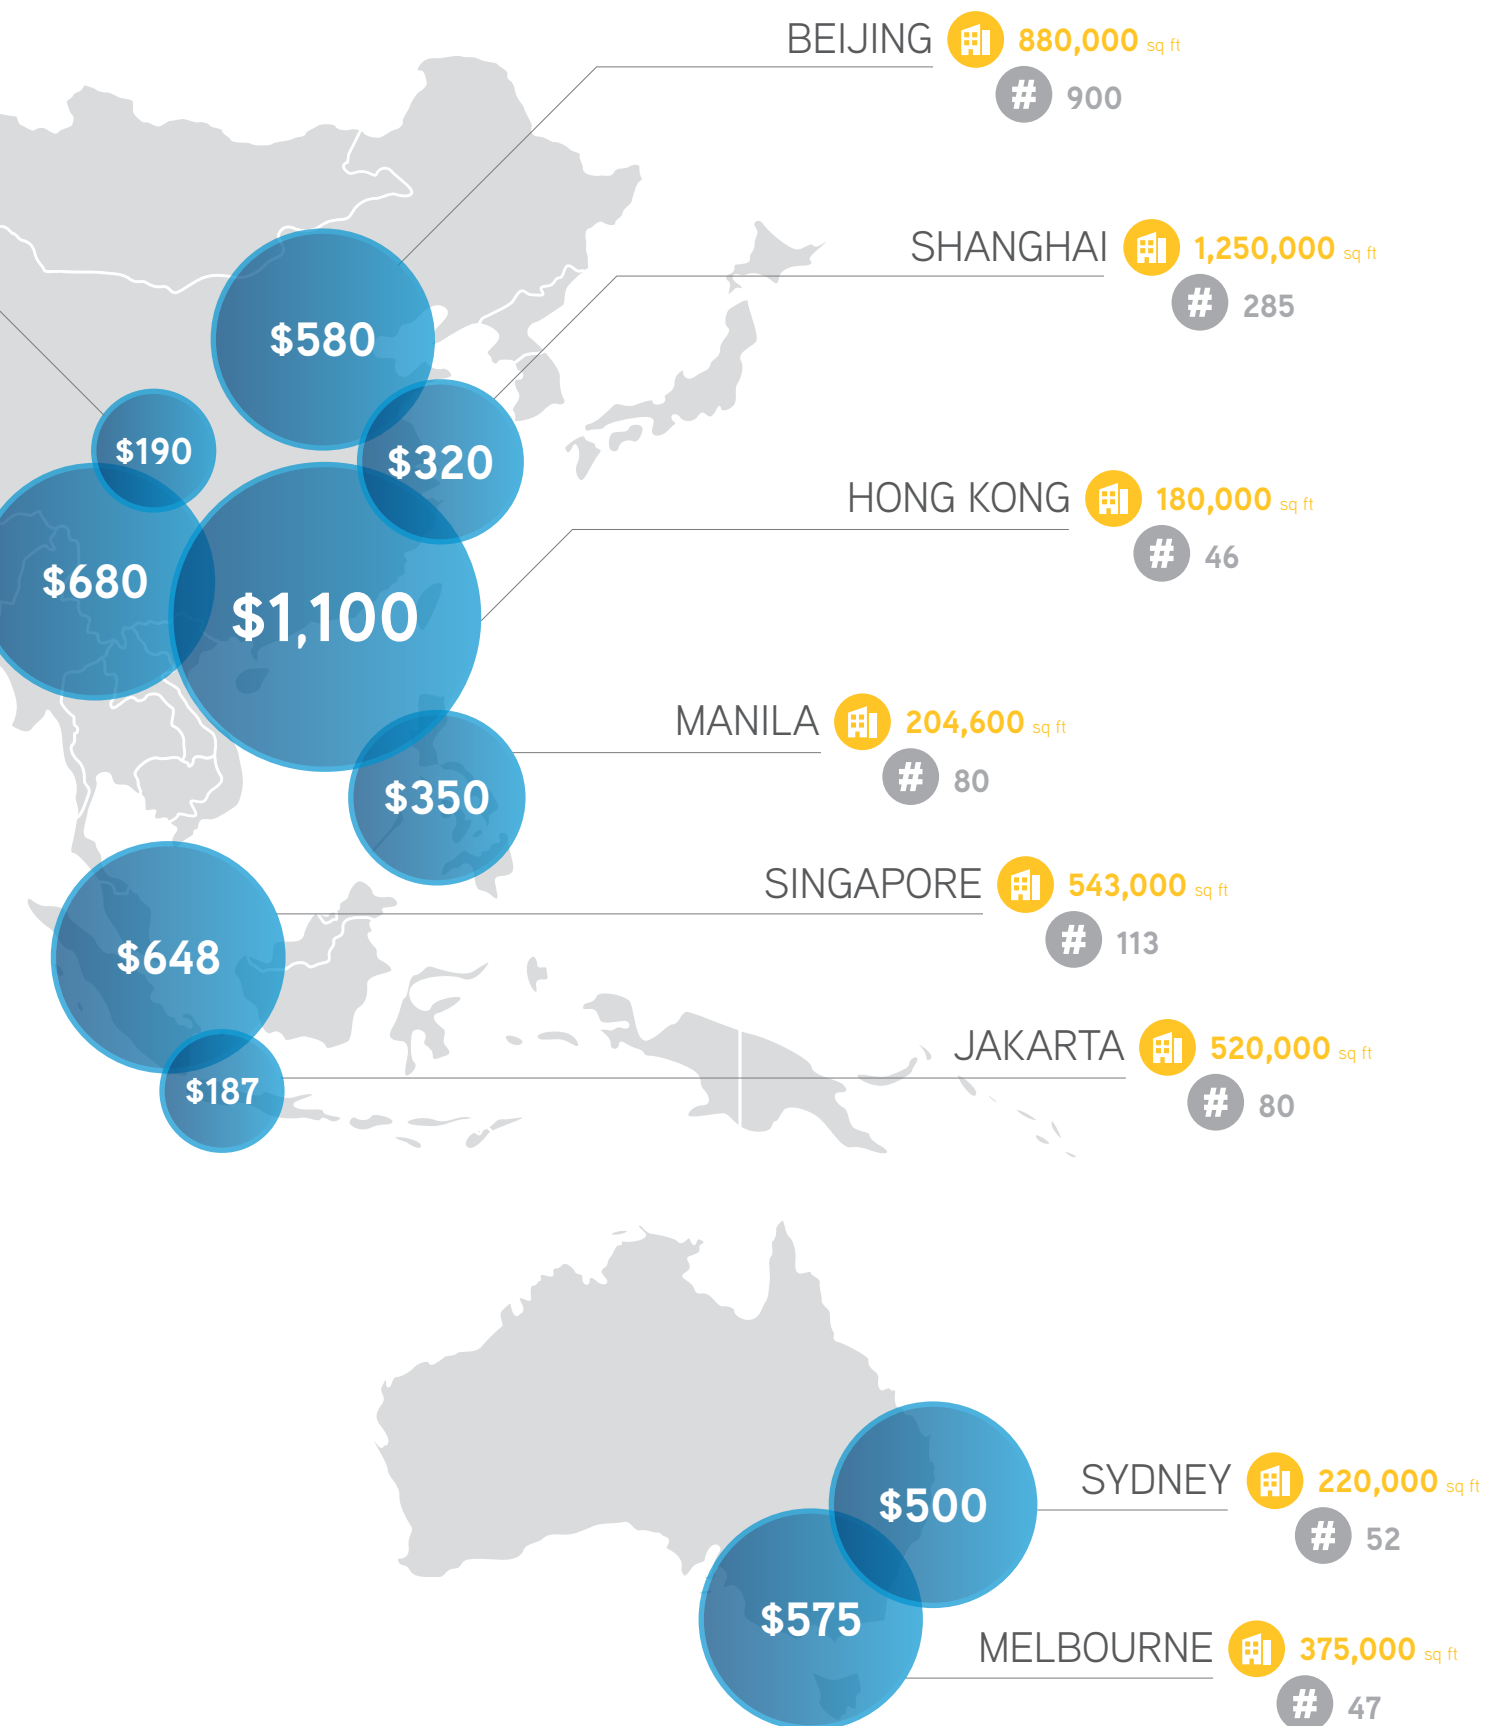 BEIJING 880,000 sq ft
# 900
SHANGHAI 1,250,000 sq ft
# 285
$580
$190
$320
HONG KONG 180,000 sq ft
# 46
$680
$1,100
MANILA 204,600 sq ft
# 80
$350
SINGAPORE 543,000 sq ft
# 113
$648
JAKARTA 520,000 sq ft
# 80
$187
SYDNEY 220,000 sq ft
# 52
$500
$575
MELBOURNE 375,000 sq ft
# 47